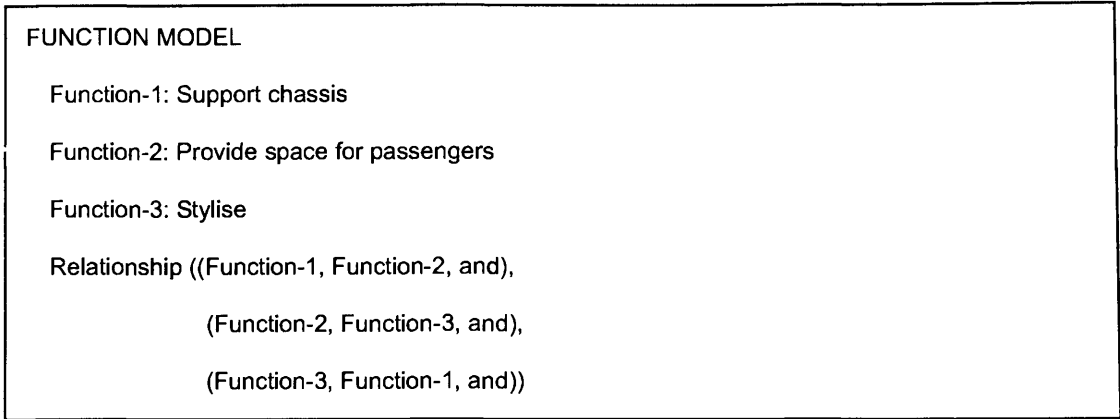 FUNCTION MODEL
Function-1: Support chassis
Function-2: Provide space for passengers
Function-3: Stylise
Relationship ((Function-1, Function-2, and),
(Function-2, Function-3, and),
(Function-3, Function-1, and))